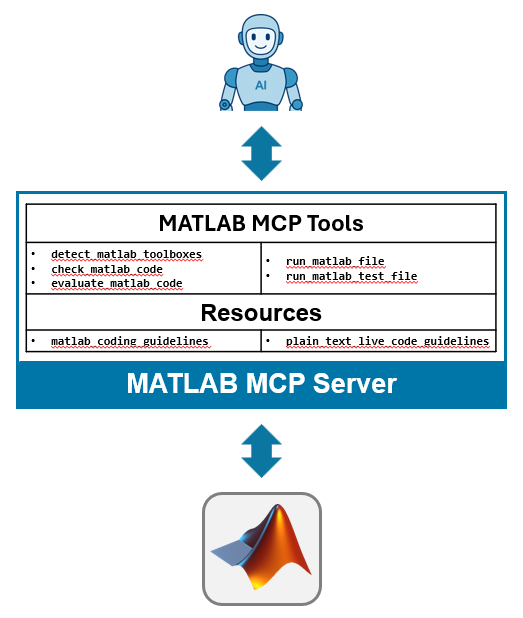 AI
MATLAB MCP Tools
• detect_matlab_toolboxes
• check_matlab_code
• evaluate_matlab_code
• run_matlab_file
• run_matlab_test_file
Resources
• matlab_coding_guidelines
• plain_text_live_code_guidelines
MATLAB MCP Server